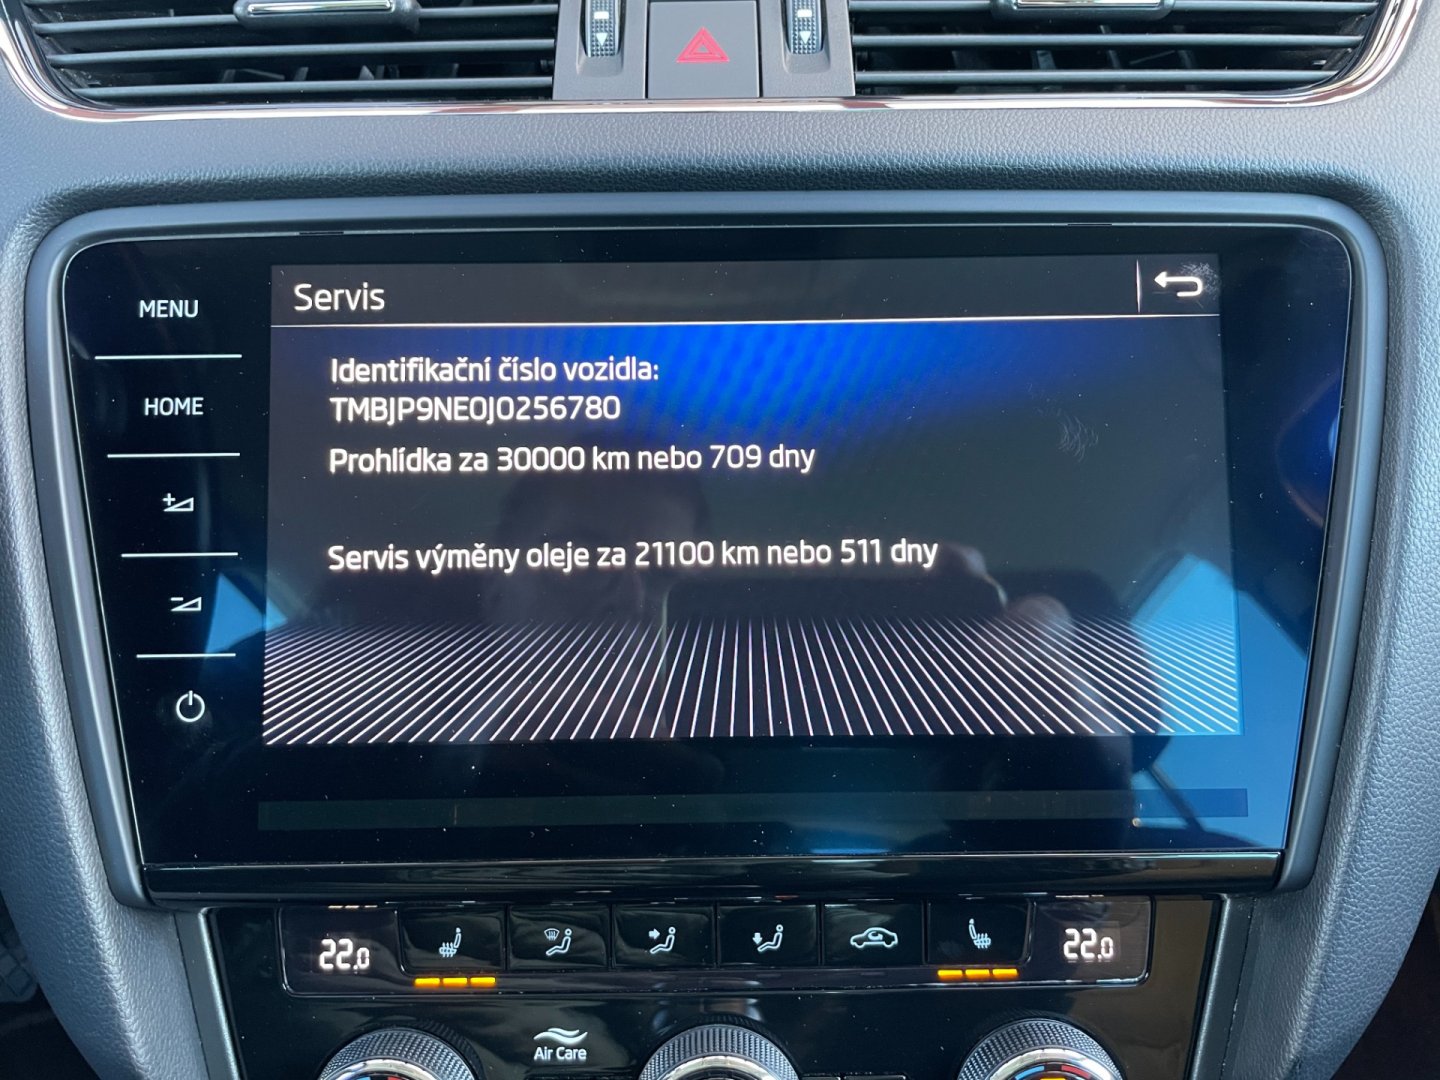 Servis
MENU
Identifikační číslo vozidla:
TMBJP9NE0J0256780
HOME
Prohlídka za 30000 km nebo 709 dny
Servis výměny oleje za 21100 km nebo 511 dny
22.0
22.0
Air Care